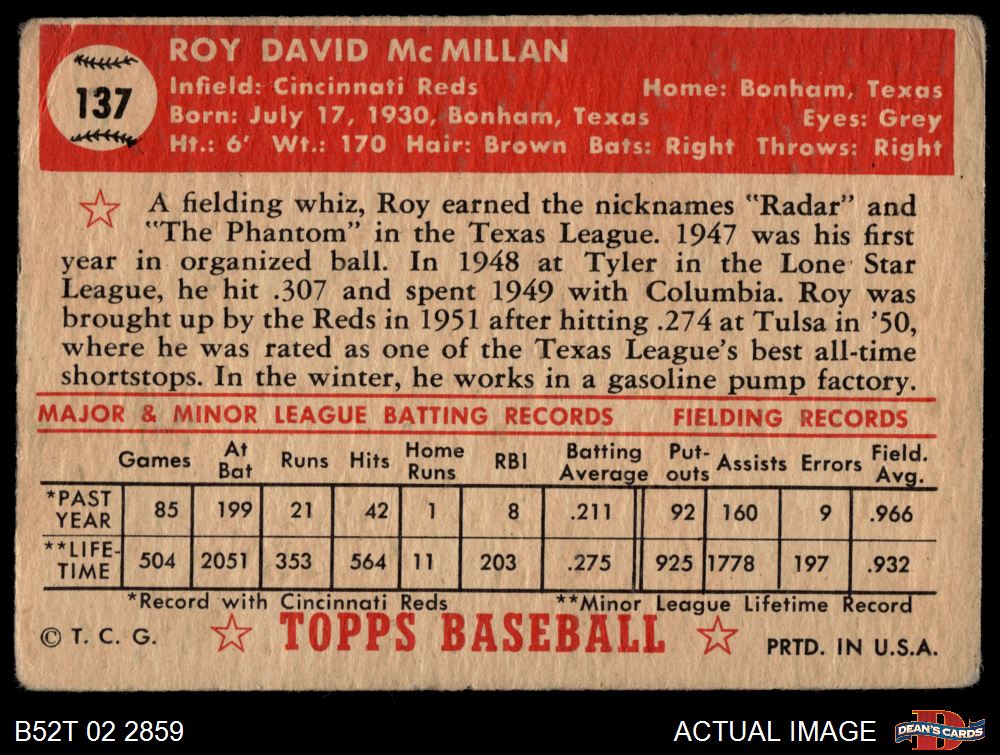 137
ROY DAVID McMILLAN
Infield: Cincinnati Reds Home: Bonham, Texas
Born: July 17, 1930, Bonham, Texas Eyes: Grey
Ht.: 6' Wt.: 170 Hair: Brown Bats: Right Throws: Right
A fielding whiz, Roy earned the nicknames "Radar" and
"The Phantom" in the Texas League. 1947 was his first
year in organized ball. In 1948 at Tyler in the Lone Star
League, he hit .307 and spent 1949 with Columbia. Roy was
brought up by the Reds in 1951 after hitting .274 at Tulsa in '50,
where he was rated as one of the Texas League's best all-time
shortstops. In the winter, he works in a gasoline pump factory.
MAJOR & MINOR LEAGUE BATTING RECORDS FIELDING RECORDS
Games At Bat Runs Hits Home Runs RBI Batting Average Put-outs Assists Errors Field. Avg.
*PAST YEAR 85 199 21 42 1 8 .211 92 160 9 .966
**LIFE-TIME 504 2051 353 564 11 203 .275 925 1778 197 .932
*Record with Cincinnati Reds **Minor League Lifetime Record
© T. C. G. TOPPS BASEBALL PRTD. IN U.S.A.
B52T 02 2859 ACTUAL IMAGE DEAN'S CARDS